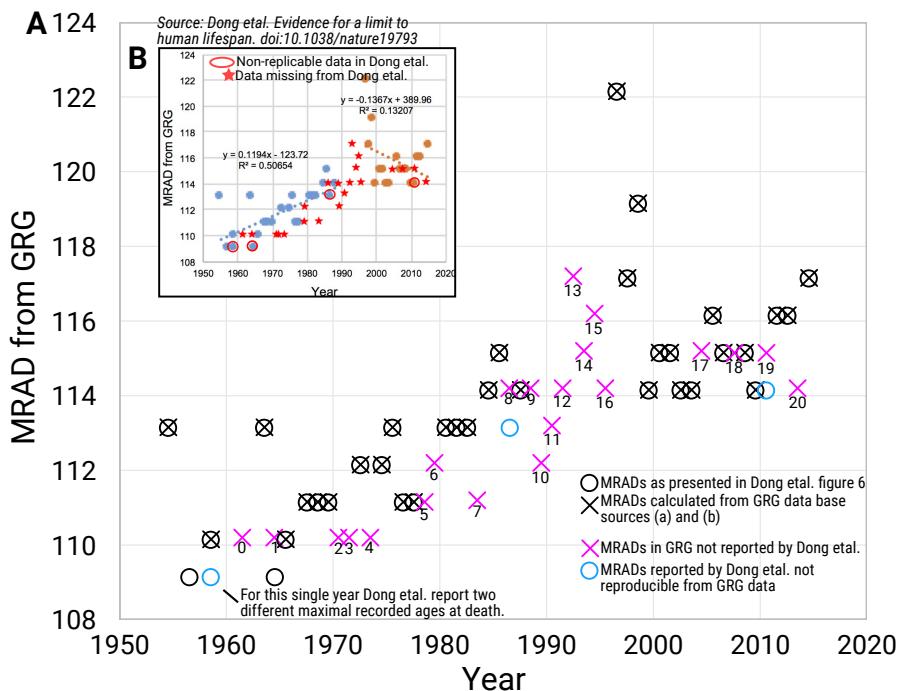 A
Source: Dong etal. Evidence for a limit to
human lifespan. doi:10.1038/nature19793
B
Non-replicable data in Dong etal.
Data missing from Dong etal.
124
122
120
118
116
114
112
110
108
MRAD from GRG
y = 0.1194x - 123.72
R² = 0.50654
y = -0.1367x + 389.96
R² = 0.13207
1950 1960 1970 1980 1990 2000 2010 2020
Year
124
122
120
118
116
114
112
110
108
MRAD from GRG
0
1
2
3
4
5
6
7
8
9
10
11
12
13
14
15
16
17
18
19
20
MRADs as presented in Dong etal. figure 6
MRADs calculated from GRG data base
sources (a) and (b)
MRADs in GRG not reported by Dong etal.
MRADs reported by Dong etal. not
reproducible from GRG data
For this single year Dong etal. report two
different maximal recorded ages at death.
1950 1960 1970 1980 1990 2000 2010 2020
Year